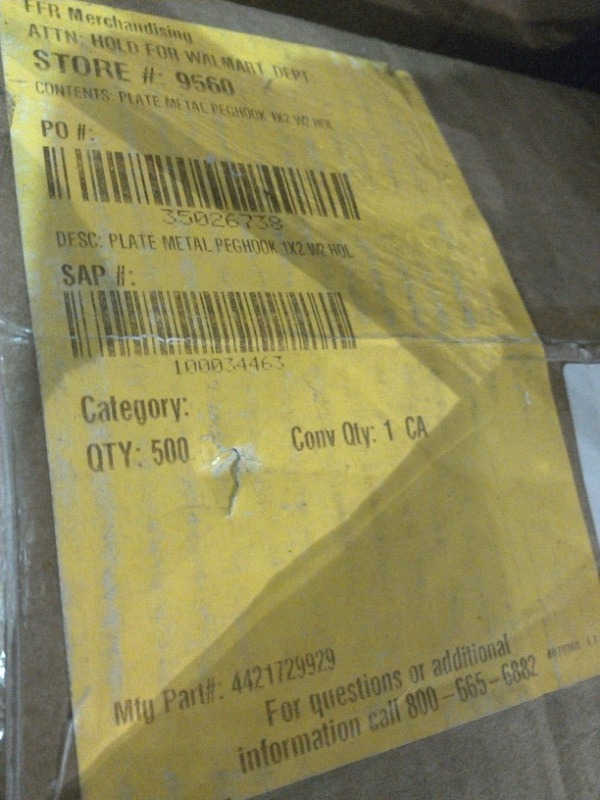 FFR Merchandising
ATTN: HOLD FOR WALMART DEPT
STORE #: 9560
CONTENTS: PLATE METAL PEGHOOK 1X2 W/2 HOL
PO #:
35026738
DESC: PLATE METAL PEGHOOK 1X2 W/2 HOL
SAP #:
100034463
Category:
QTY: 500 Conv Qty: 1 CA
Mfg Part#: 4421729929
For questions or additional
information call 800-665-6882